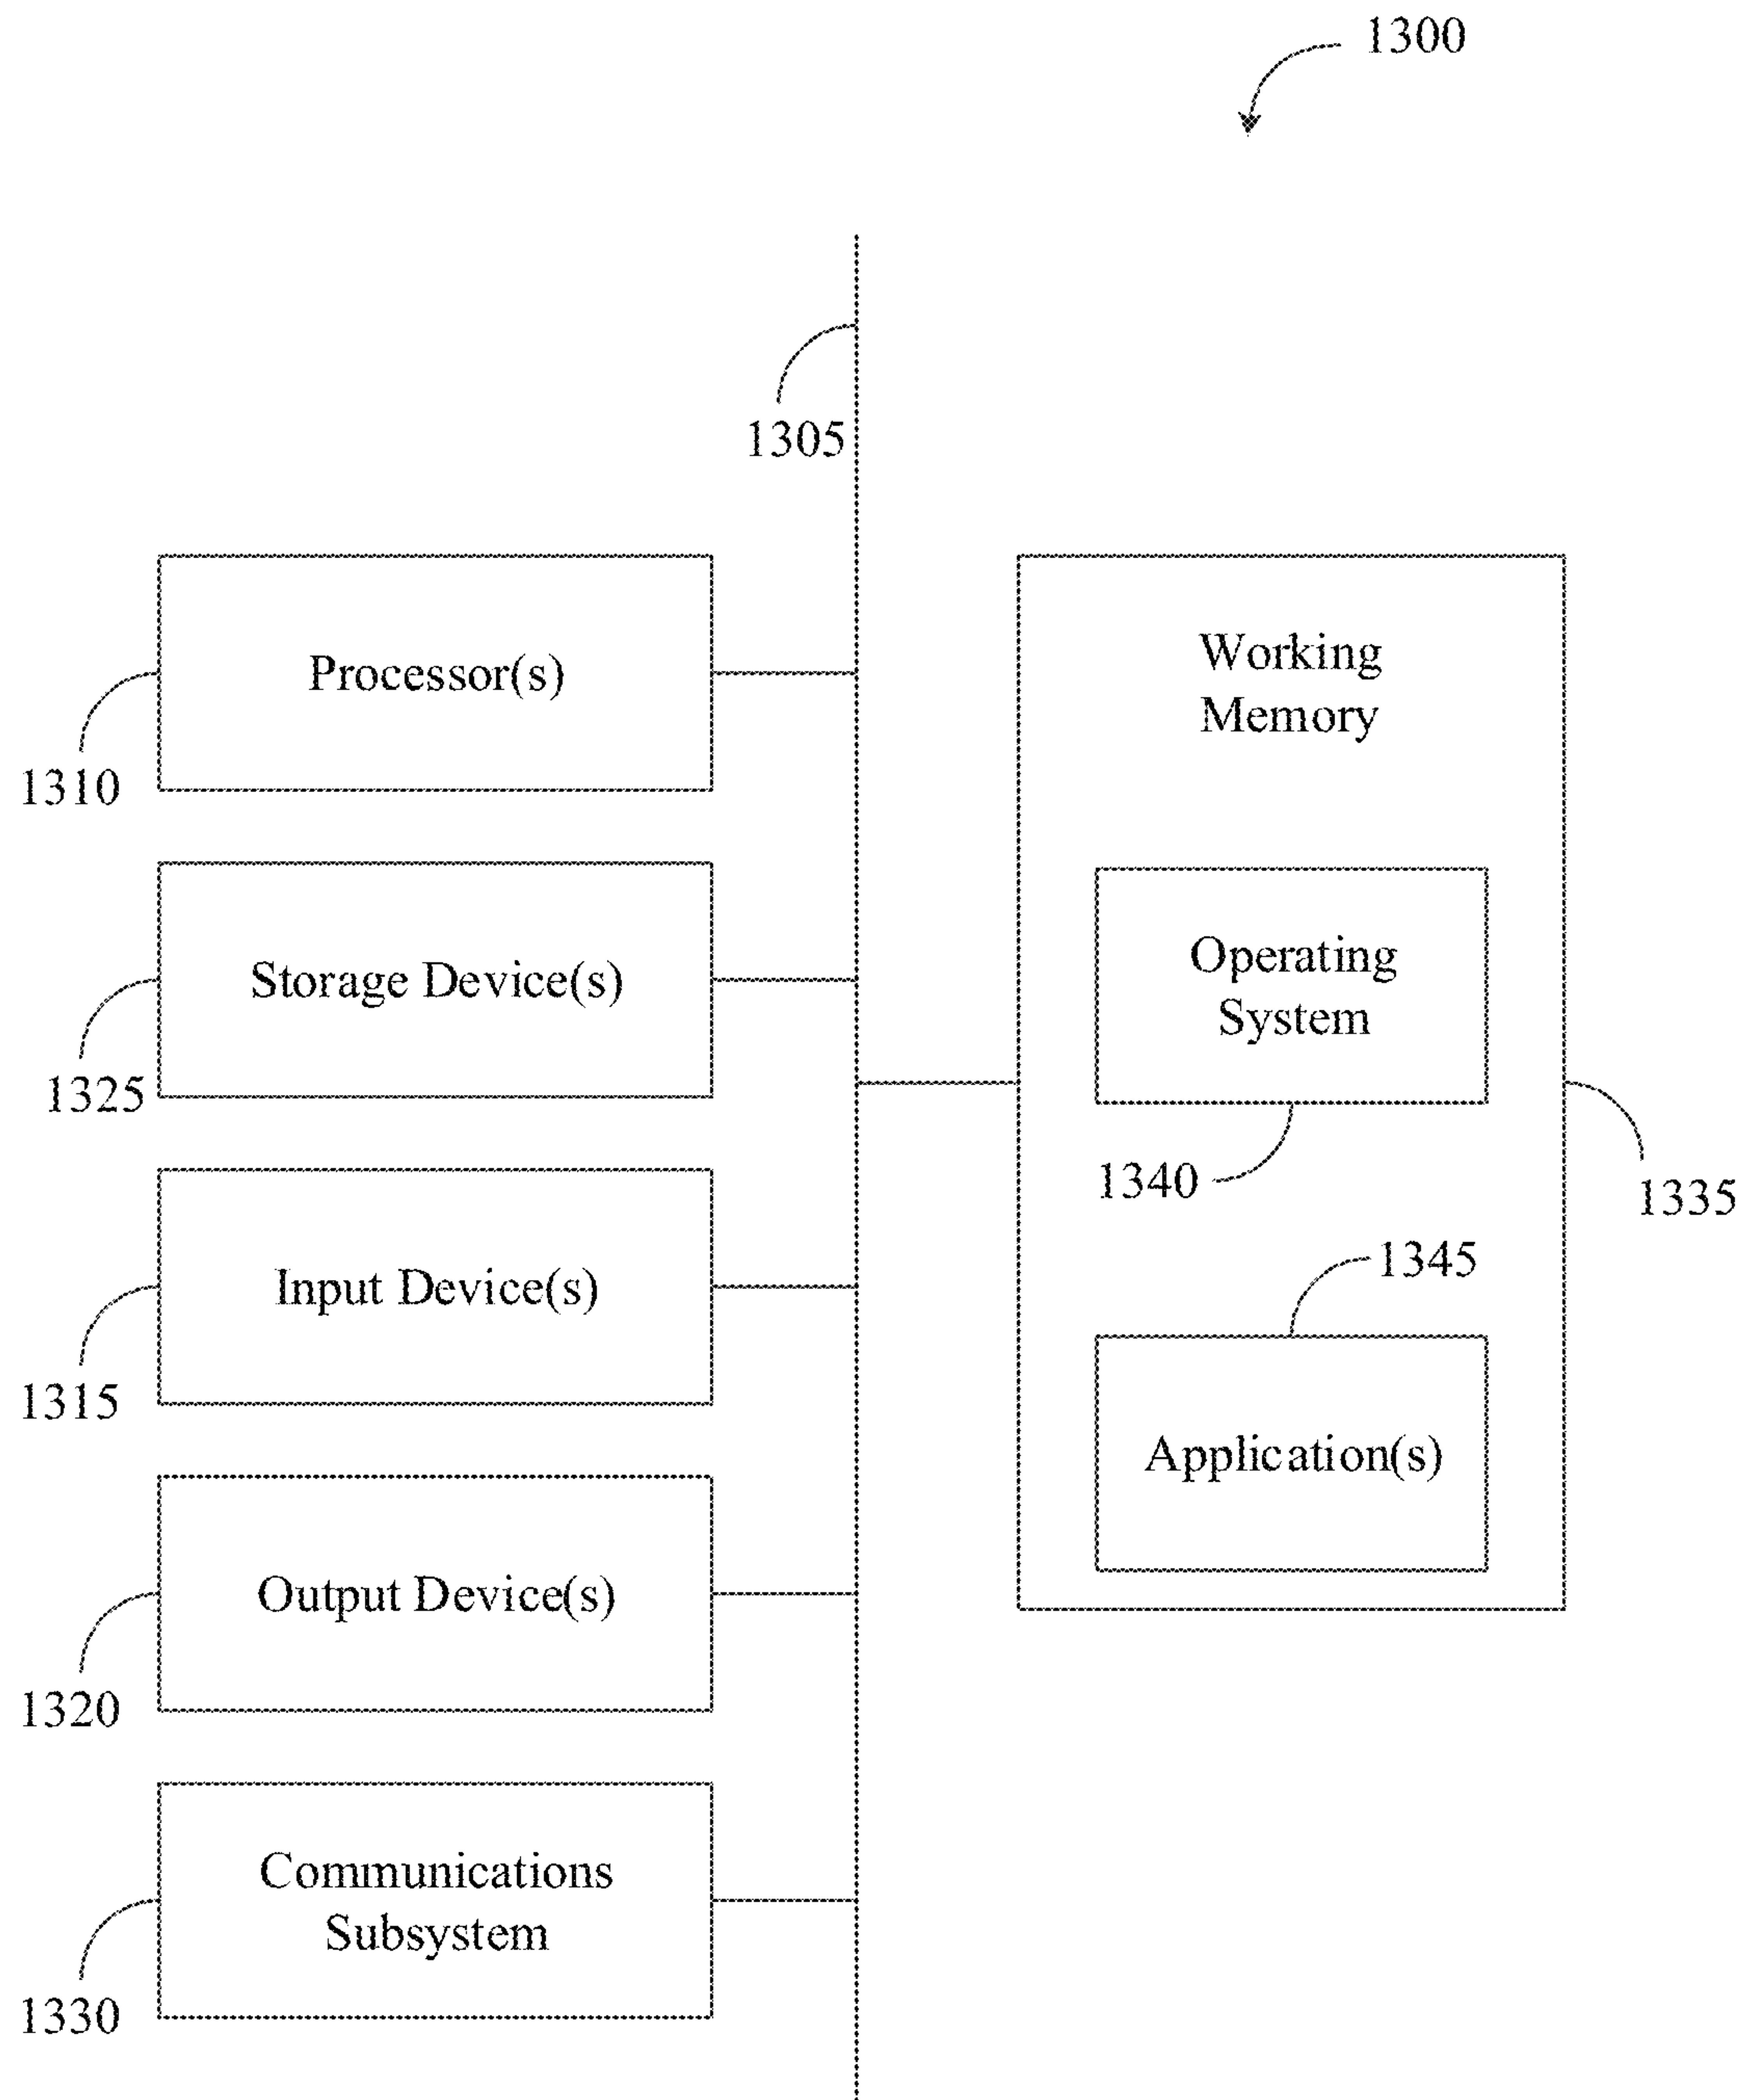 1300
1305
Processor(s)
1310
Storage Device(s)
1325
Input Device(s)
1315
Output Device(s)
1320
Communications
Subsystem
1330
Working
Memory
Operating
System
1340
1335
1345
Application(s)